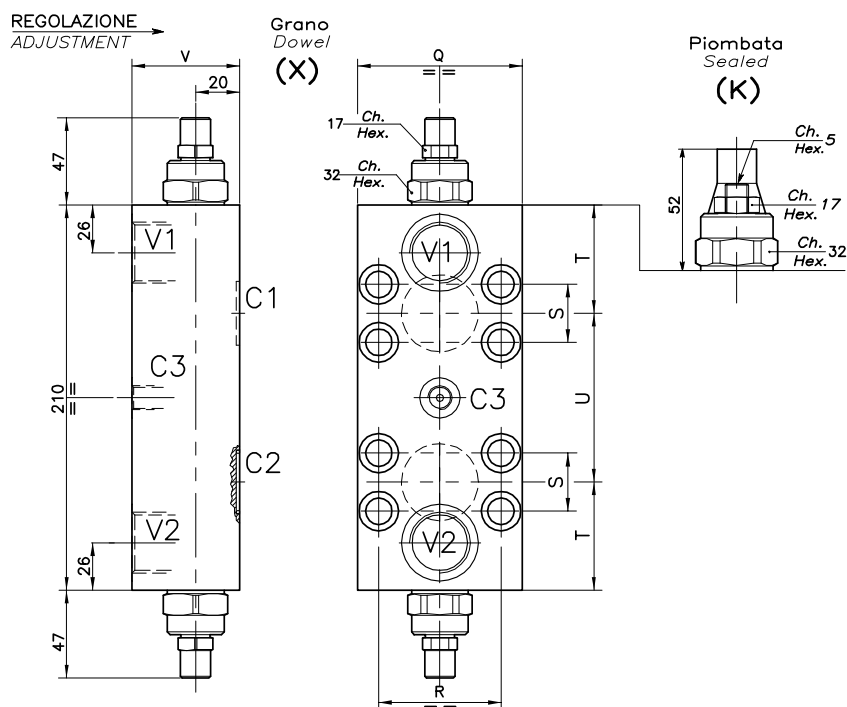 REGOLAZIONE
ADJUSTMENT
Grano
Dowel
(X)
Piombata
Sealed
(K)
V
20
Q
47
17 Ch.
Hex.
32 Ch.
Hex.
Ch. 5
Hex.
52
Ch. 17
Hex.
Ch. 32
Hex.
26
V1
V1
T
C1
S
C3
210
C3
U
C2
S
V2
V2
T
26
47
R